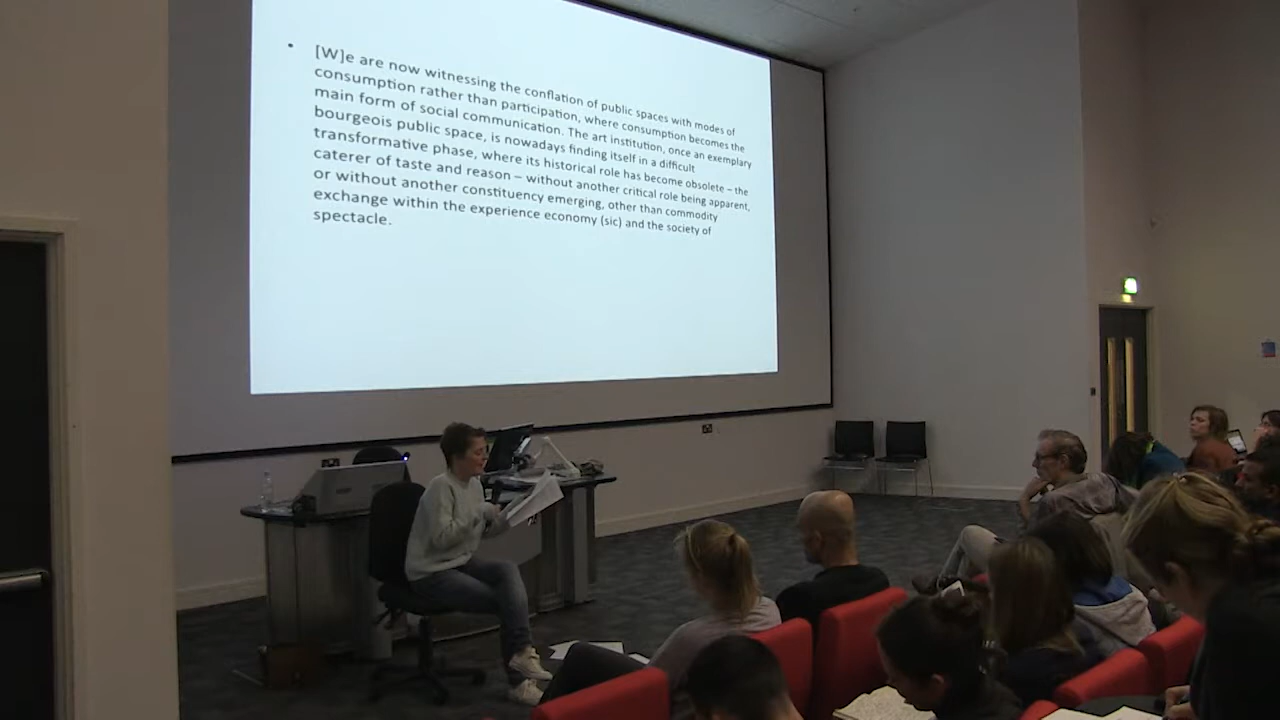 • [W]e are now witnessing the conflation of public spaces with modes of
consumption rather than participation, where consumption becomes the
main form of social communication. The art institution, once an exemplary
bourgeois public space, is nowadays finding itself in a difficult
transformative phase, where its historical role has become obsolete – the
caterer of taste and reason – without another critical role being apparent,
or without another constituency emerging, other than commodity
exchange within the experience economy (sic) and the society of
spectacle.